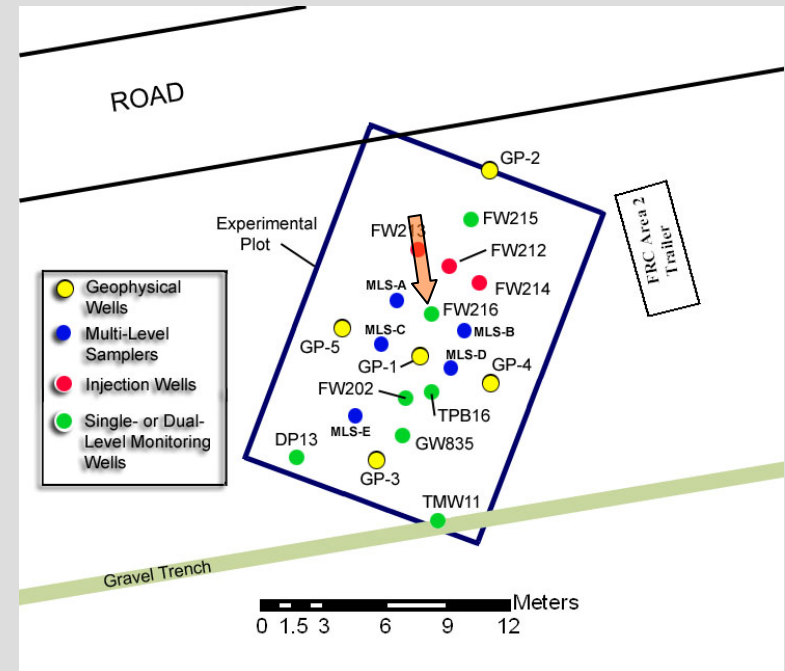 ROAD
GP-2
FW215
Experimental
Plot
FW213
FW212
FRC Area 2
Trailer
FW214
Geophysical
Wells
Multi-Level
Samplers
Injection Wells
Single- or Dual-
Level Monitoring
Wells
MLS-A
FW216
MLS-B
MLS-C
GP-5
GP-1
MLS-D
GP-4
FW202
TPB16
MLS-E
GW835
DP13
GP-3
TMW11
Gravel Trench
Meters
0 1.5 3 6 9 12